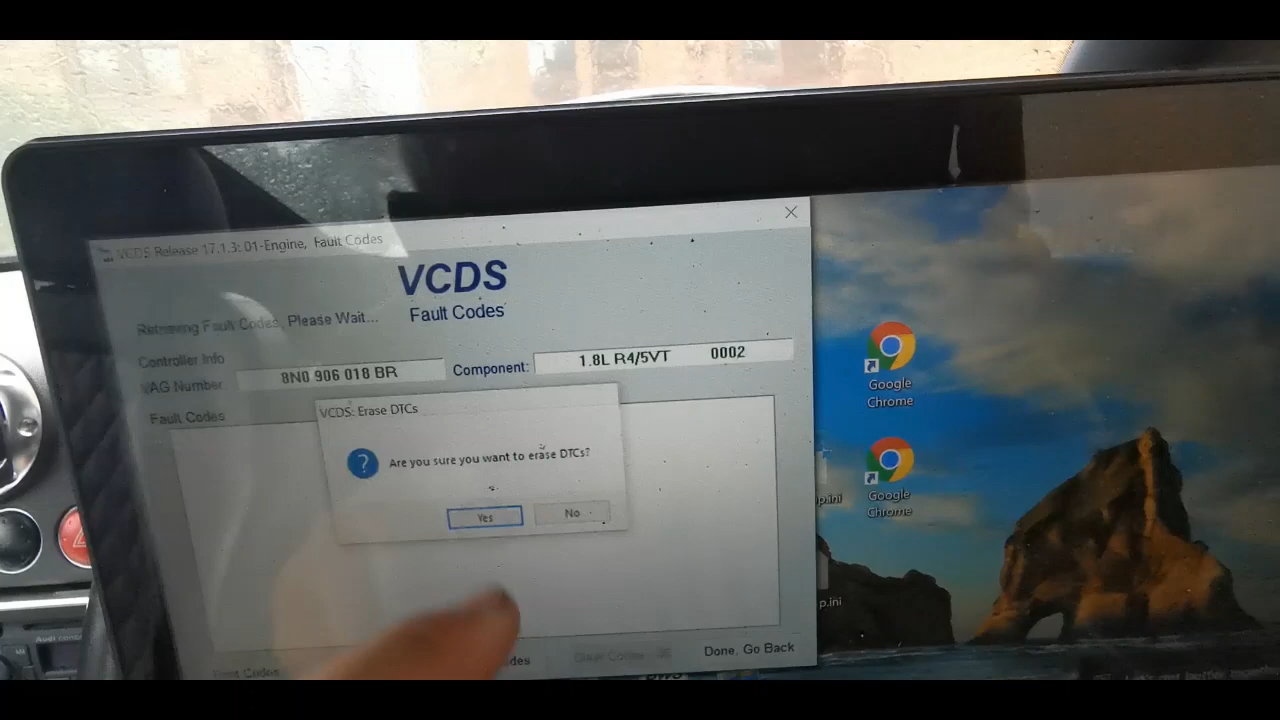 VCDS Release 17.1.3: 01-Engine, Fault Codes
VCDS
Fault Codes
Retrieving Fault Codes, Please Wait...
Controller Info
VAG Number
8N0 906 018 BR
Component:
1.8L R4/5VT 0002
Fault Codes
VCDS: Erase DTCs
Are you sure you want to erase DTCs?
Yes
No
Done, Go Back
Google
Chrome
Google
Chrome
p.ini
p.ini